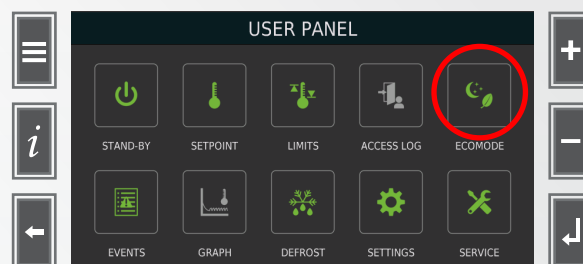 USER PANEL
STAND-BY SETPOINT LIMITS ACCESS LOG ECOMODE
EVENTS GRAPH DEFROST SETTINGS SERVICE
i
+
-